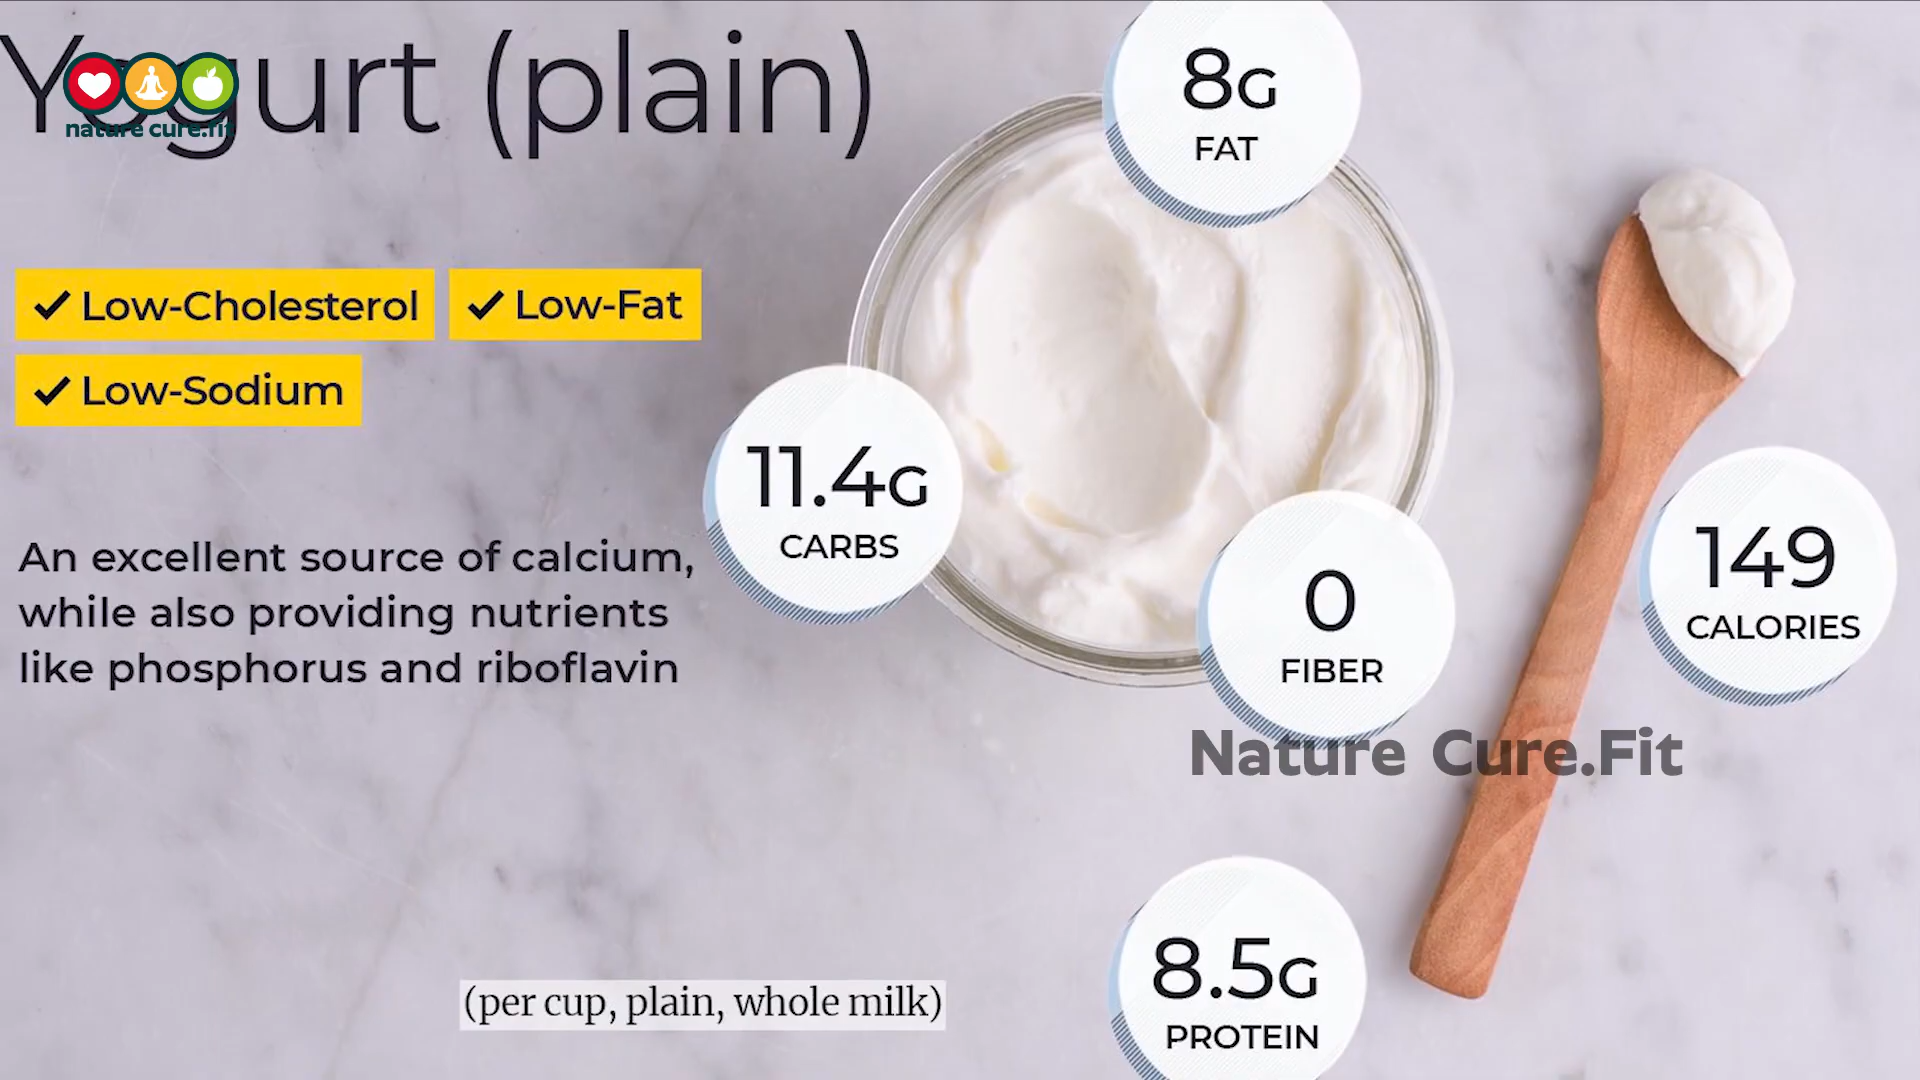 Yogurt (plain)
nature cure.fit
✓ Low-Cholesterol ✓ Low-Fat
✓ Low-Sodium
An excellent source of calcium,
while also providing nutrients
like phosphorus and riboflavin
8G
FAT
11.4G
CARBS
0
FIBER
149
CALORIES
Nature Cure.Fit
8.5G
PROTEIN
(per cup, plain, whole milk)